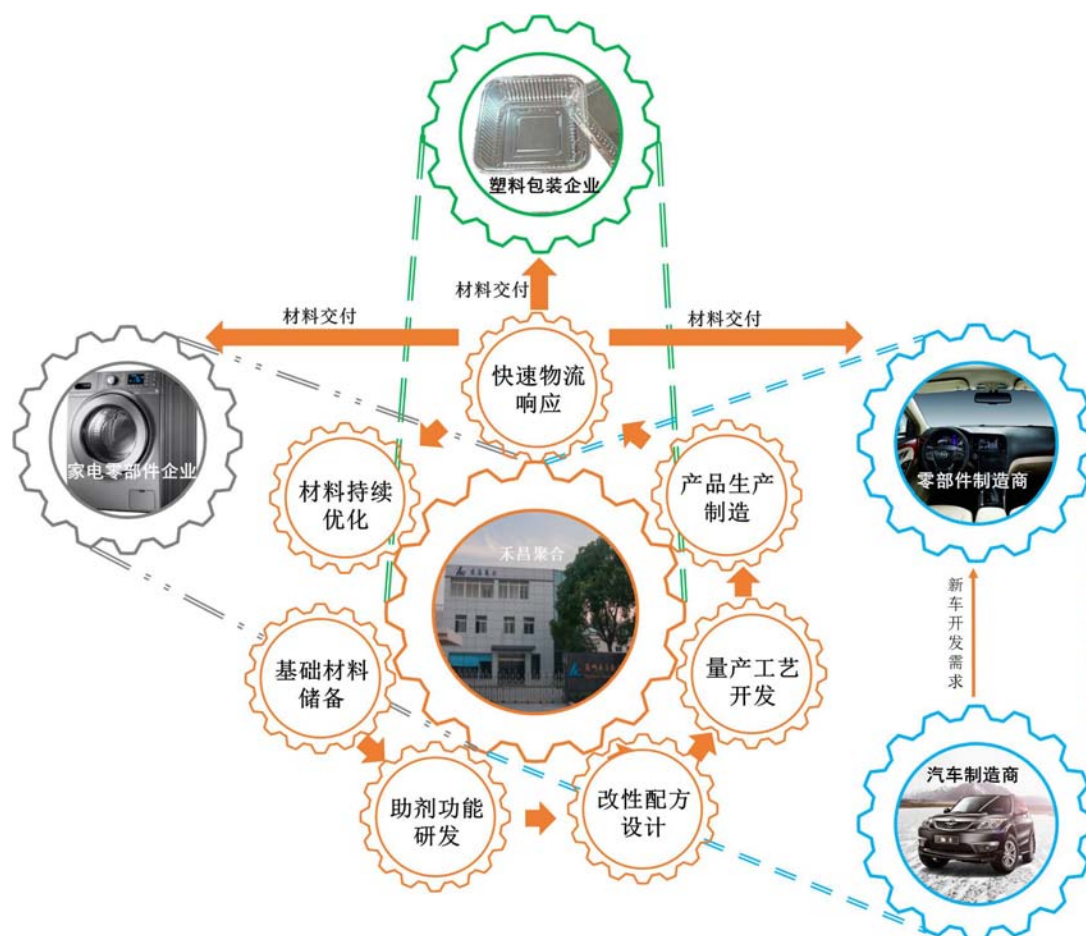 塑料包装企业
材料交付
材料交付
材料交付
快速物流
响应
家电零部件企业
零部件制造商
材料持续
优化
产品生产
制造
禾昌聚合
新车开发需求
基础材料
储备
量产工艺
开发
助剂功能
研发
改性配方
设计
汽车制造商